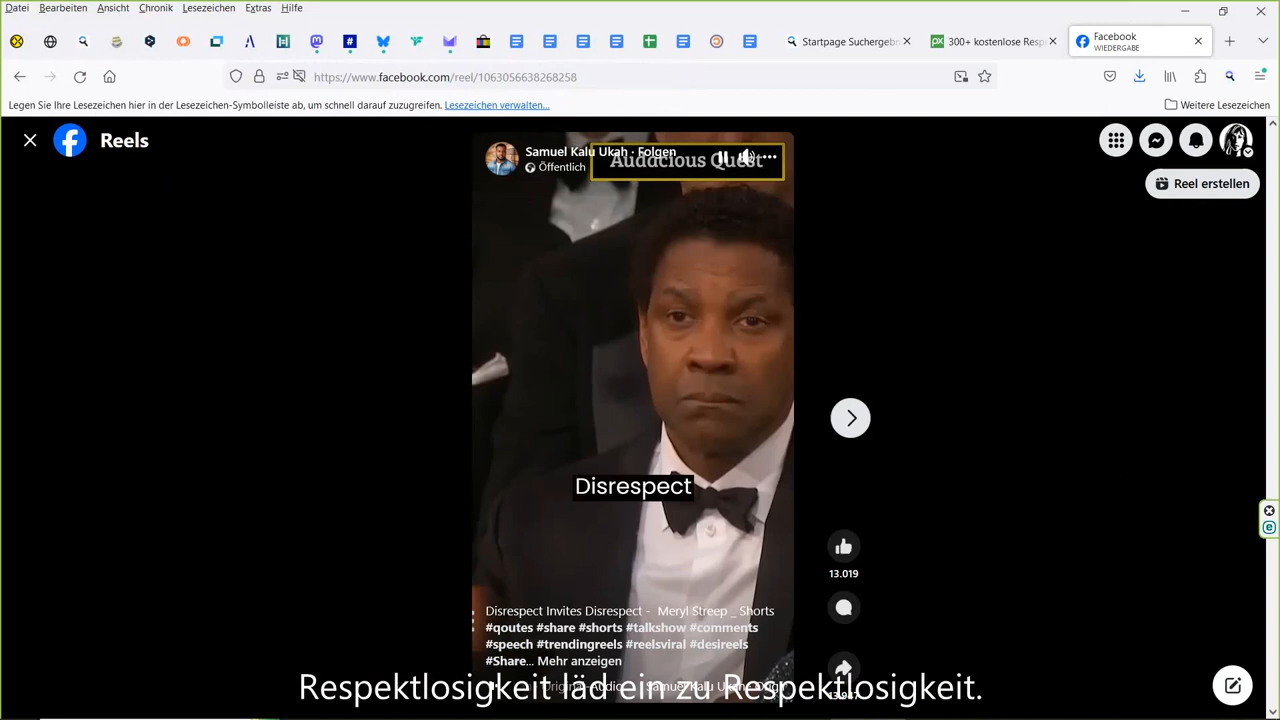 Datei Bearbeiten Ansicht Chronik Lesezeichen Extras Hilfe
Startpage Suchergebn
300+ kostenlose Resp
Facebook
WIEDERGABE
https://www.facebook.com/reel/1063056638268258
Legen Sie Ihre Lesezeichen hier in der Lesezeichen-Symbolleiste ab, um schnell darauf zuzugreifen. Lesezeichen verwalten...
Weitere Lesezeichen
Reels
Samuel Kalu Ukah · Folgen
Öffentlich
Audacious Quest
Reel erstellen
Disrespect
13.019
Disrespect Invites Disrespect - Meryl Streep _ Shorts
#qoutes #share #shorts #talkshow #comments
#speech #trendingreels #reelsviral #desireels
#Share... Mehr anzeigen
Respektlosigkeit läd ein zu Respektlosigkeit.